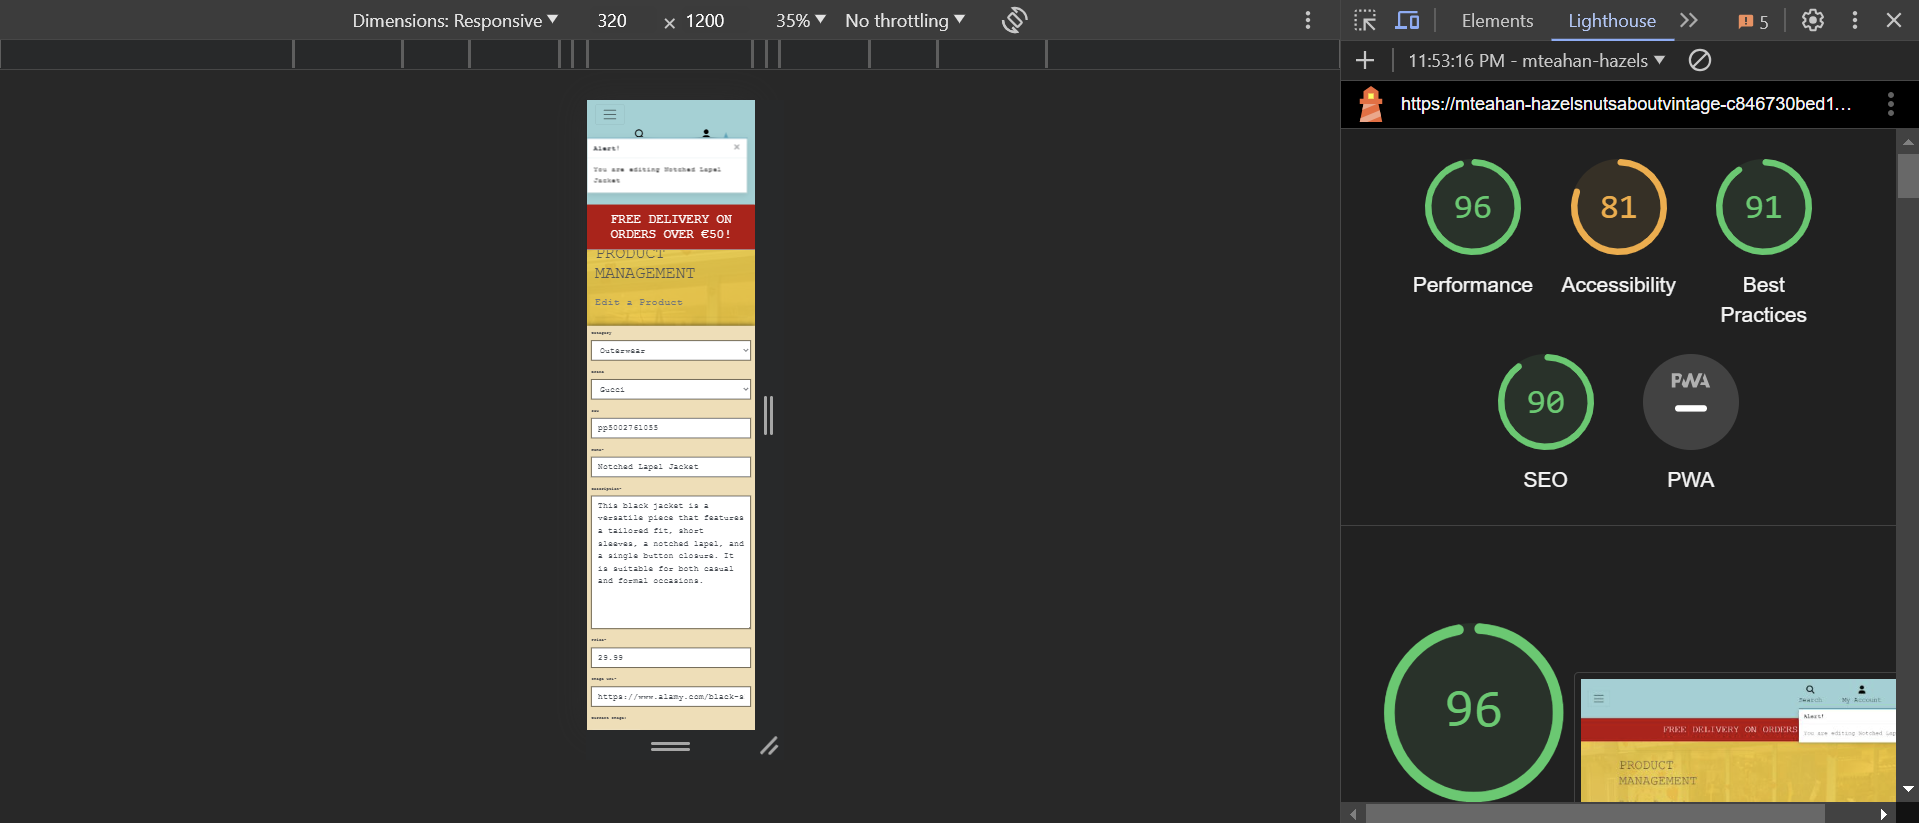 Dimensions: Responsive
320
×
1200
35%
No throttling
Elements
Lighthouse
5
11:53:16 PM - mteahan-hazels
https://mteahan-hazelsnutsaboutvintage-c846730bed1...
Alert!
You are editing Notched Lapel
Jacket
FREE DELIVERY ON
ORDERS OVER €50!
PRODUCT
MANAGEMENT
Edit a Product
Category
Outerwear
Gucci
pp5002761055
Notched Lapel Jacket
This black jacket is a
versatile piece that features
a tailored fit, short
sleeves, a notched lapel, and
a single button closure. It
is suitable for both casual
and formal occasions.
29.99
https://www.alamy.com/black-s
96
Performance
81
Accessibility
91
Best
Practices
90
SEO
PWA
PWA
96
Search
My Account
Alert!
You are editing Notched Lap
FREE DELIVERY ON ORDERS
PRODUCT
MANAGEMENT